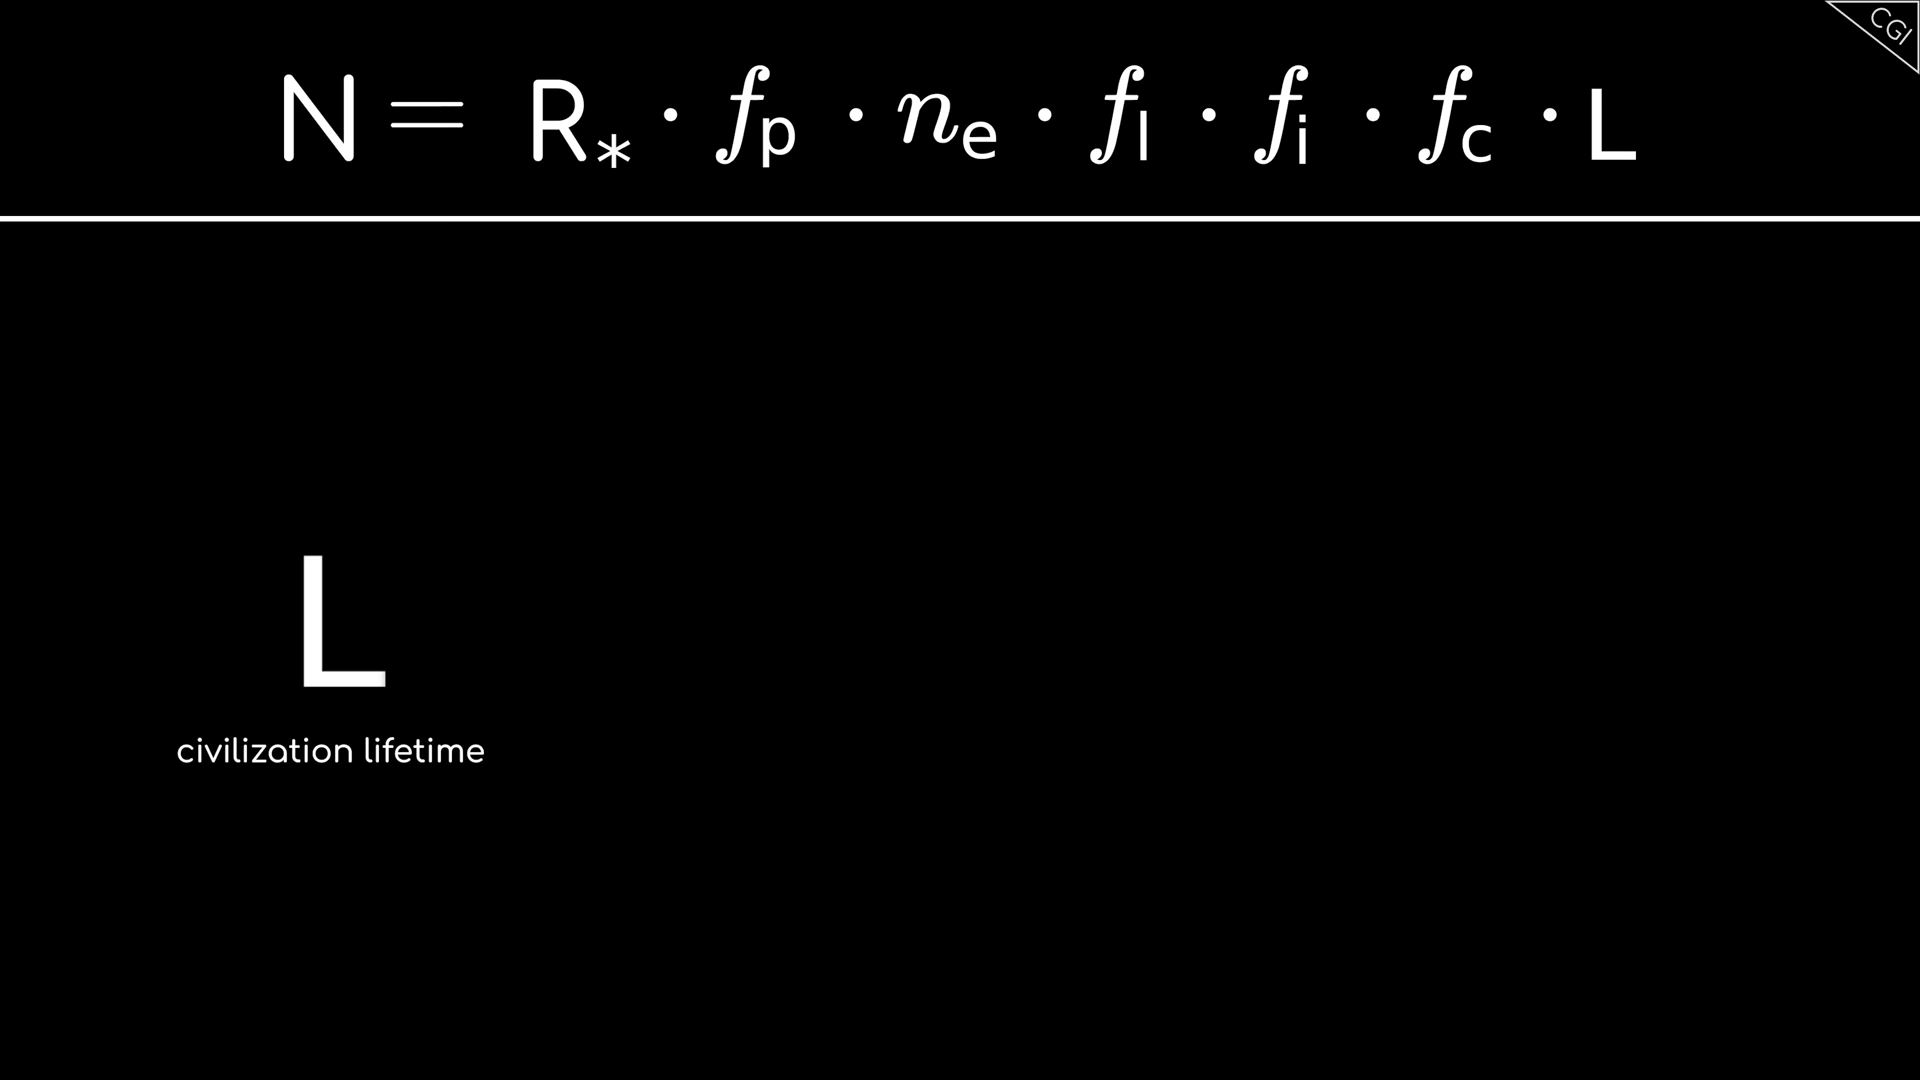 CGI
N = R* · fp · ne · fl · fi · fc · L
L
civilization lifetime